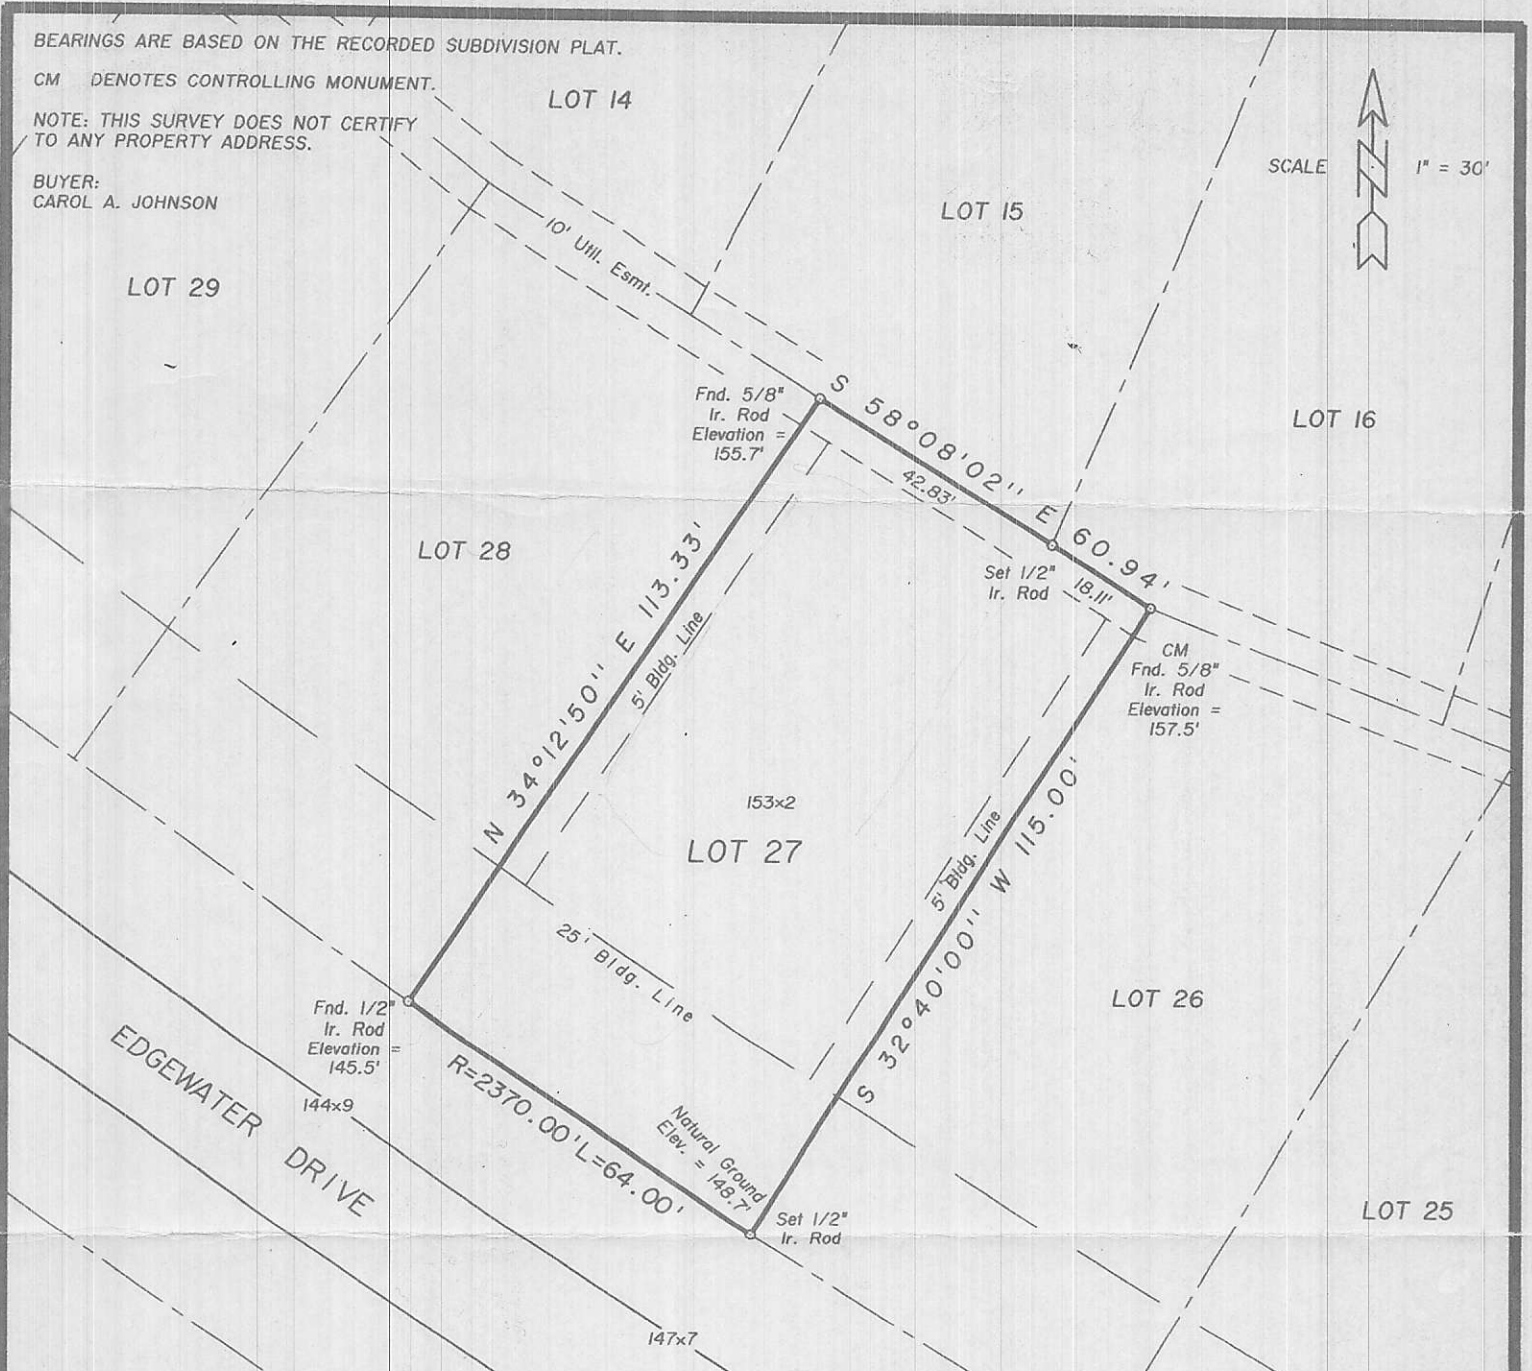 BEARINGS ARE BASED ON THE RECORDED SUBDIVISION PLAT.
CM DENOTES CONTROLLING MONUMENT.
NOTE: THIS SURVEY DOES NOT CERTIFY
TO ANY PROPERTY ADDRESS.
BUYER:
CAROL A. JOHNSON
LOT 14
LOT 15
SCALE N 1" = 30'
LOT 29
10' Util. Esmt.
LOT 16
Fnd. 5/8"
Ir. Rod
Elevation =
155.7'
S 58°08'02" E 60.94'
42.83'
Set 1/2"
Ir. Rod
18.11'
LOT 28
N 34°12'50" E 113.33'
5' Bldg. Line
CM
Fnd. 5/8"
Ir. Rod
Elevation =
157.5'
153x2
LOT 27
5' Bldg. Line
S 32°40'00" W 115.00'
25' Bldg. Line
LOT 26
Fnd. 1/2"
Ir. Rod
Elevation =
145.5'
R=2370.00' L=64.00'
Natural Ground
Elev. = 148.7'
Set 1/2"
Ir. Rod
EDGEWATER DRIVE
144x9
LOT 25
147x7